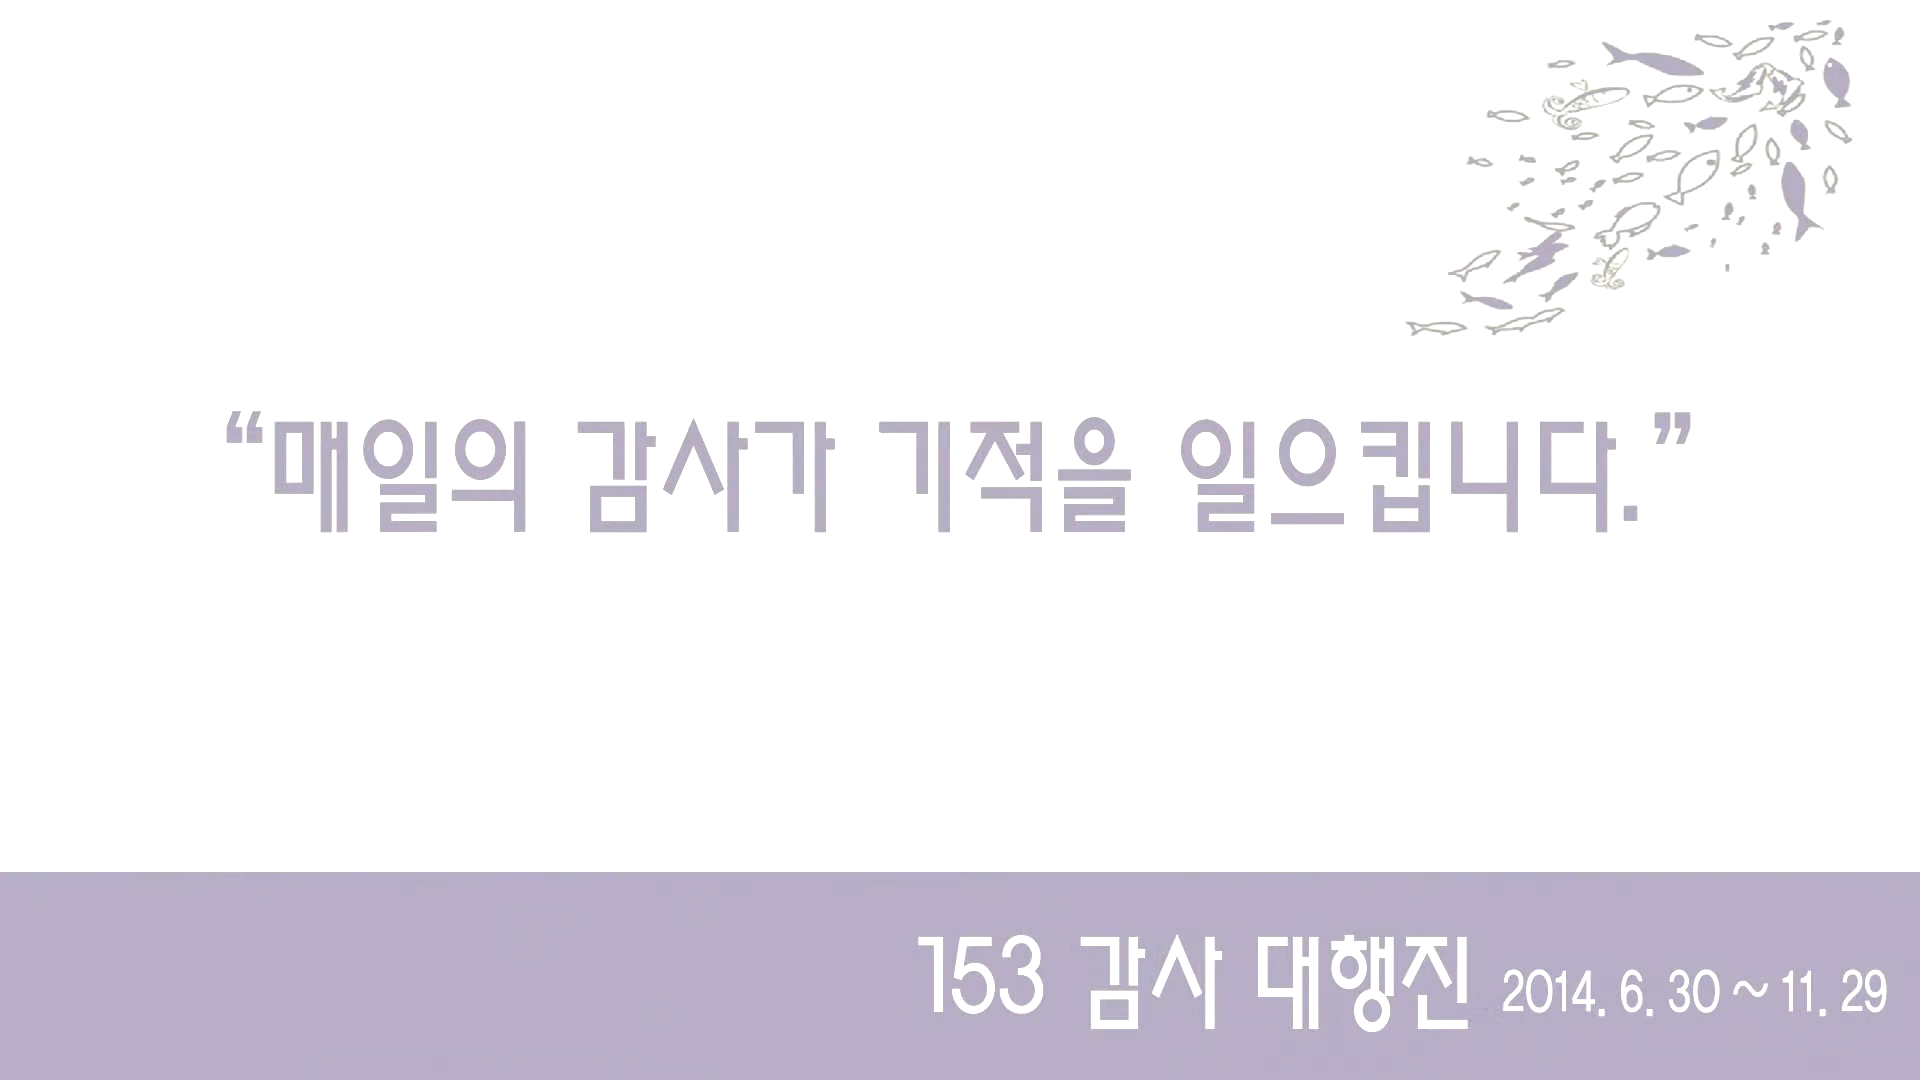 “매일의 감사가 기적을 일으킵니다.”
153 감사 대행진 2014. 6. 30 ~ 11. 29